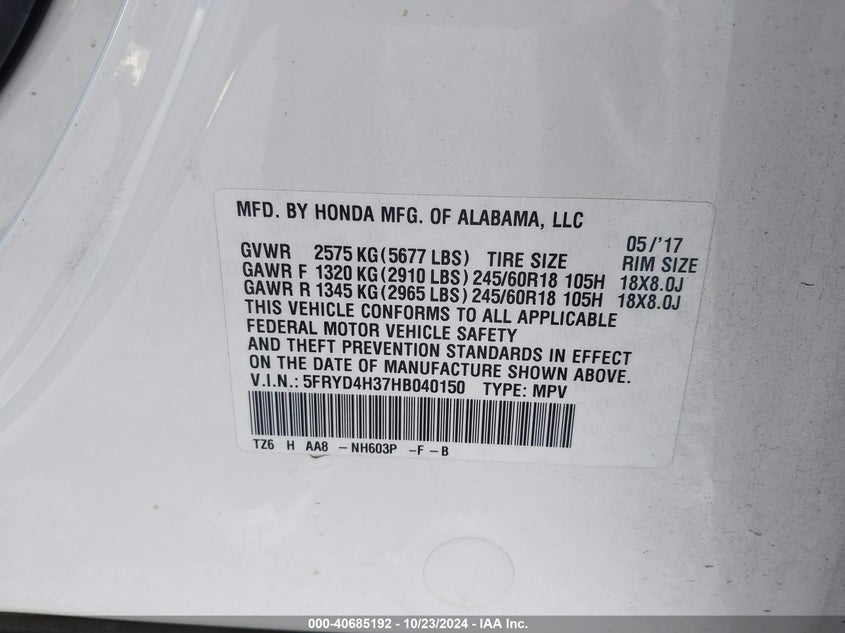 MFD. BY HONDA MFG. OF ALABAMA, LLC
05/'17
GVWR 2575 KG(5677 LBS) TIRE SIZE RIM SIZE
GAWR F 1320 KG(2910 LBS) 245/60R18 105H 18X8.0J
GAWR R 1345 KG(2965 LBS) 245/60R18 105H 18X8.0J
THIS VEHICLE CONFORMS TO ALL APPLICABLE
FEDERAL MOTOR VEHICLE SAFETY
AND THEFT PREVENTION STANDARDS IN EFFECT
ON THE DATE OF MANUFACTURE SHOWN ABOVE.
V.I.N.: 5FRYD4H37HB040150 TYPE: MPV
TZ6 H AA8 -NH603P -F -B
000-40685192 - 10/23/2024 - IAA Inc.